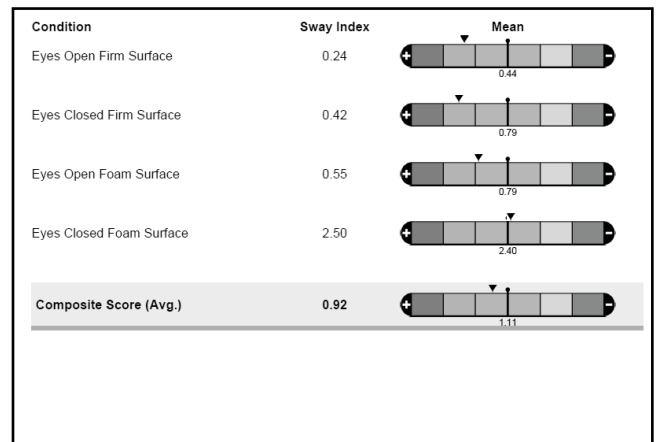 Condition Sway Index Mean
Eyes Open Firm Surface 0.24 + −
0.44
Eyes Closed Firm Surface 0.42 + −
0.79
Eyes Open Foam Surface 0.55 + −
0.79
Eyes Closed Foam Surface 2.50 + −
2.40
Composite Score (Avg.) 0.92 + −
1.11